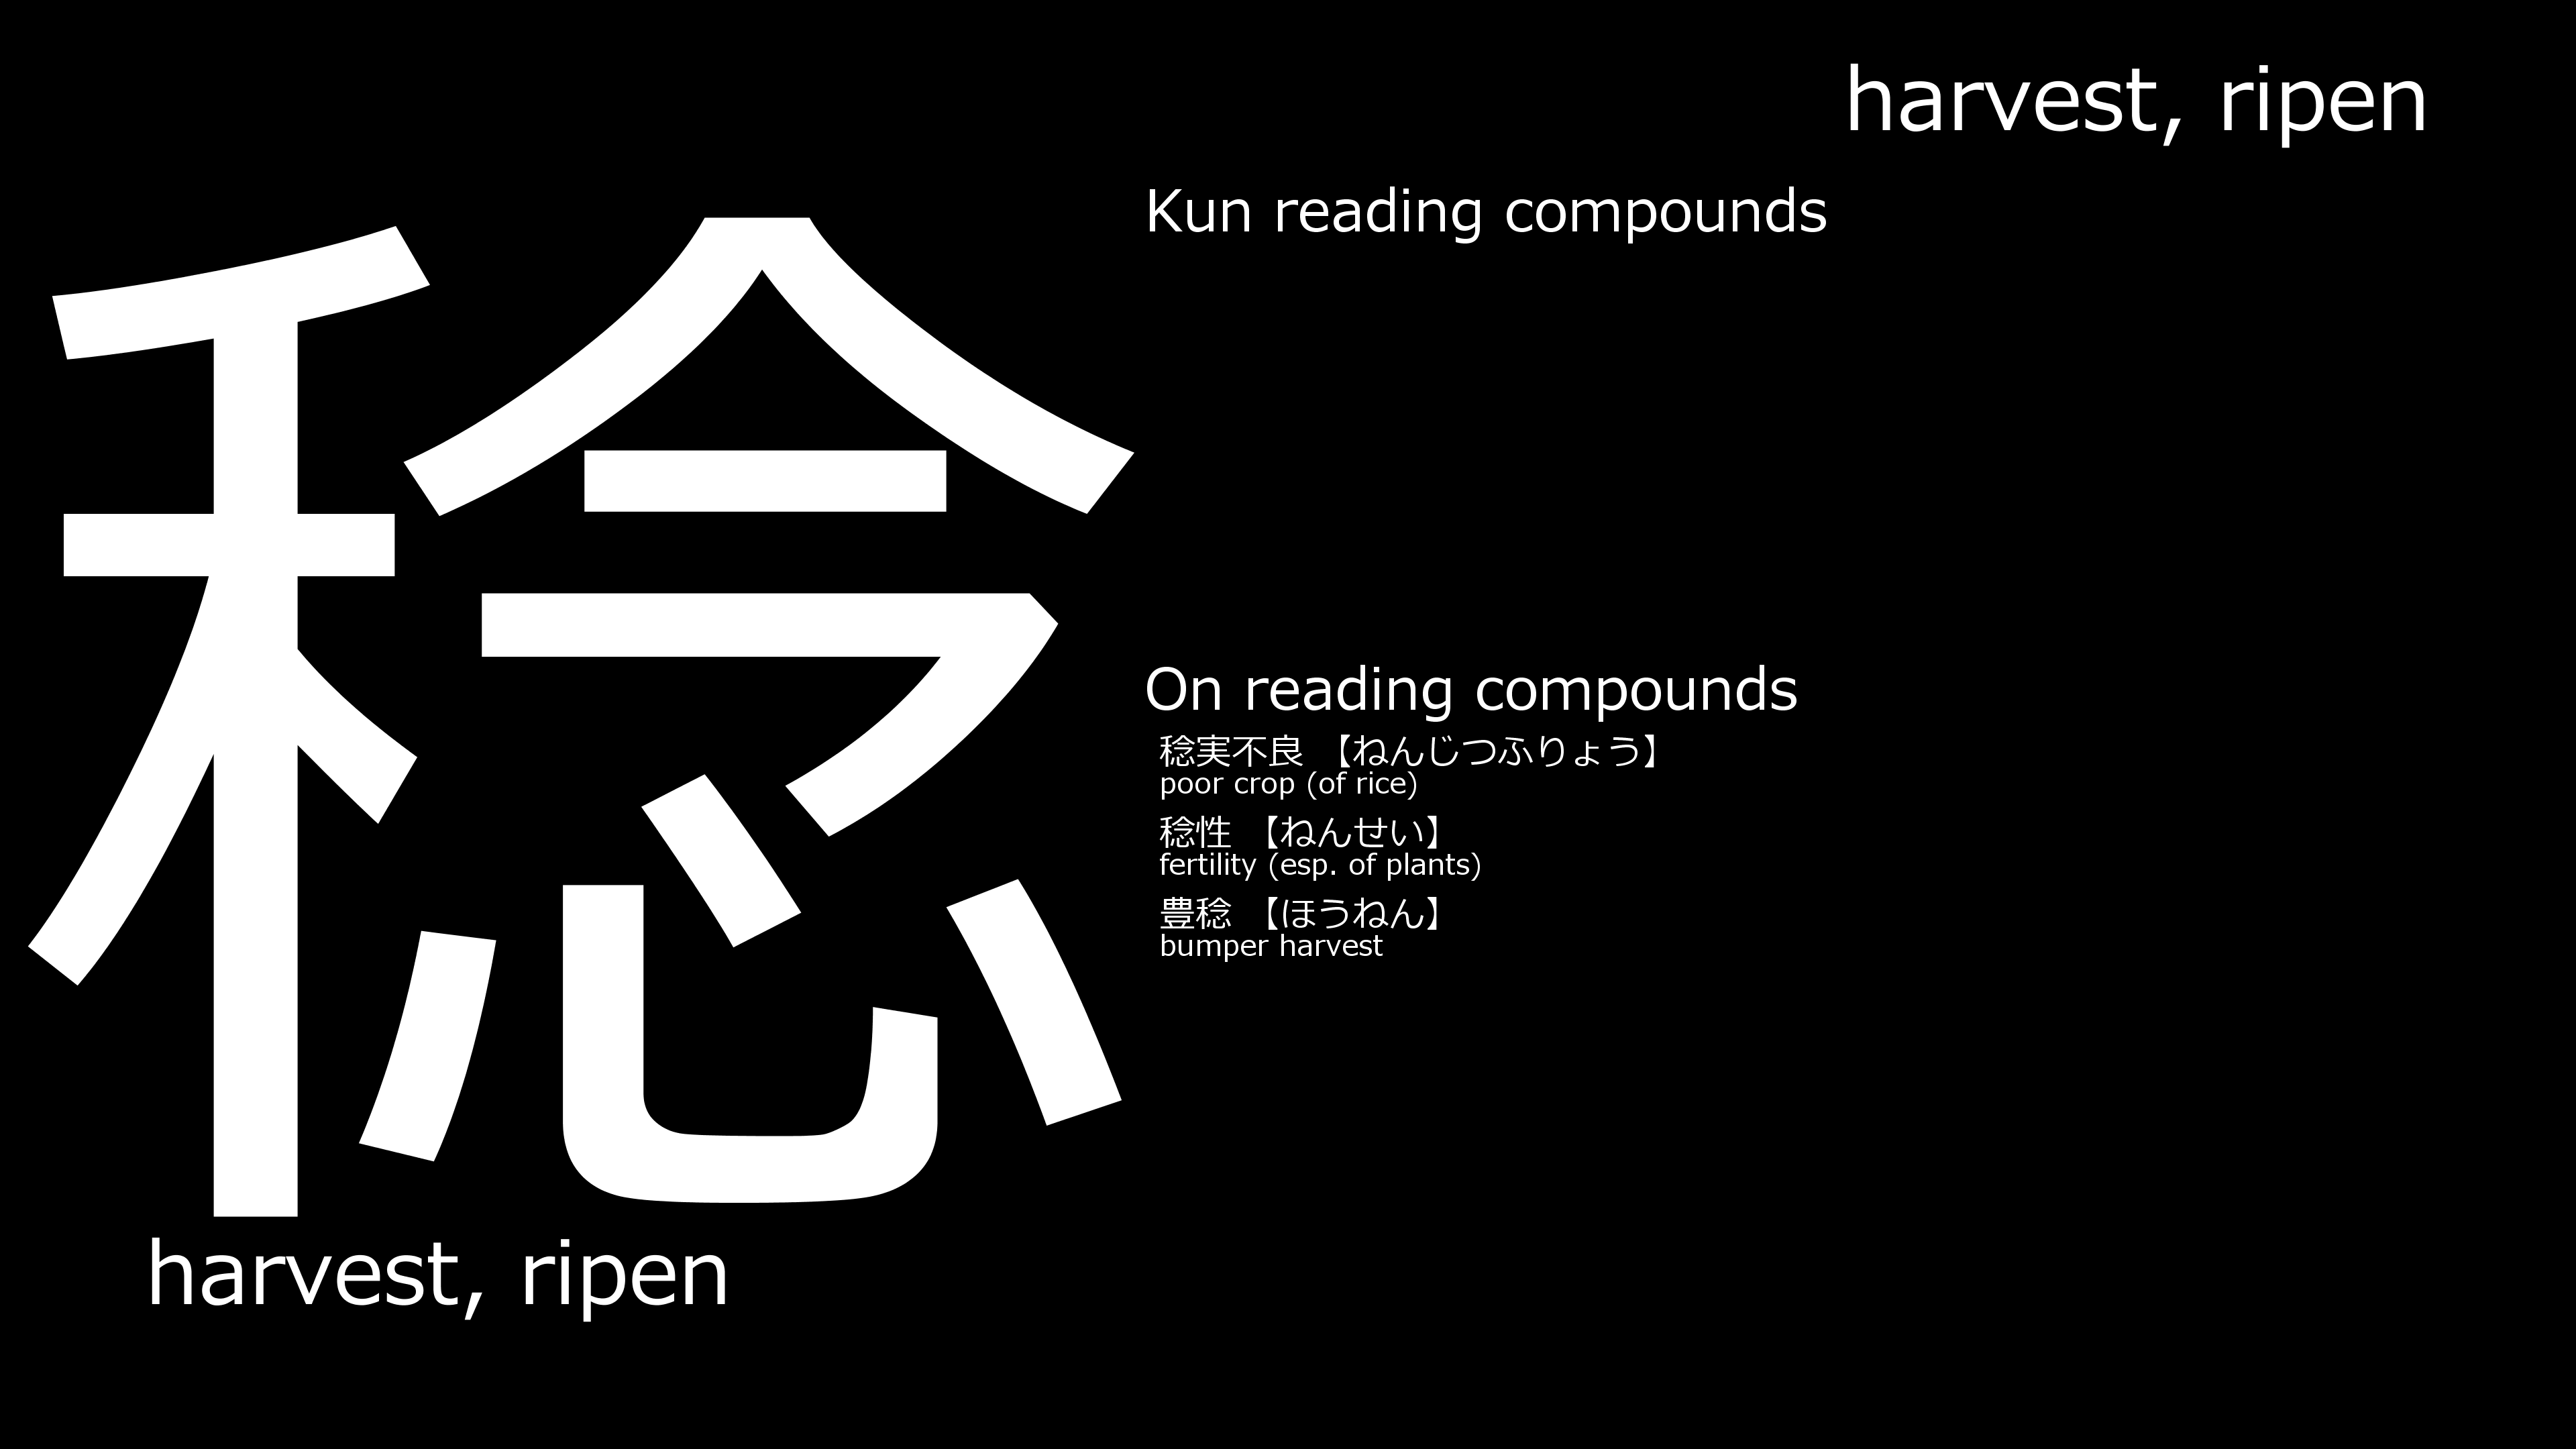 稔
harvest, ripen
harvest, ripen
Kun reading compounds
On reading compounds
稔実不良 【ねんじつふりょう】
poor crop (of rice)
稔性 【ねんせい】
fertility (esp. of plants)
豊稔 【ほうねん】
bumper harvest